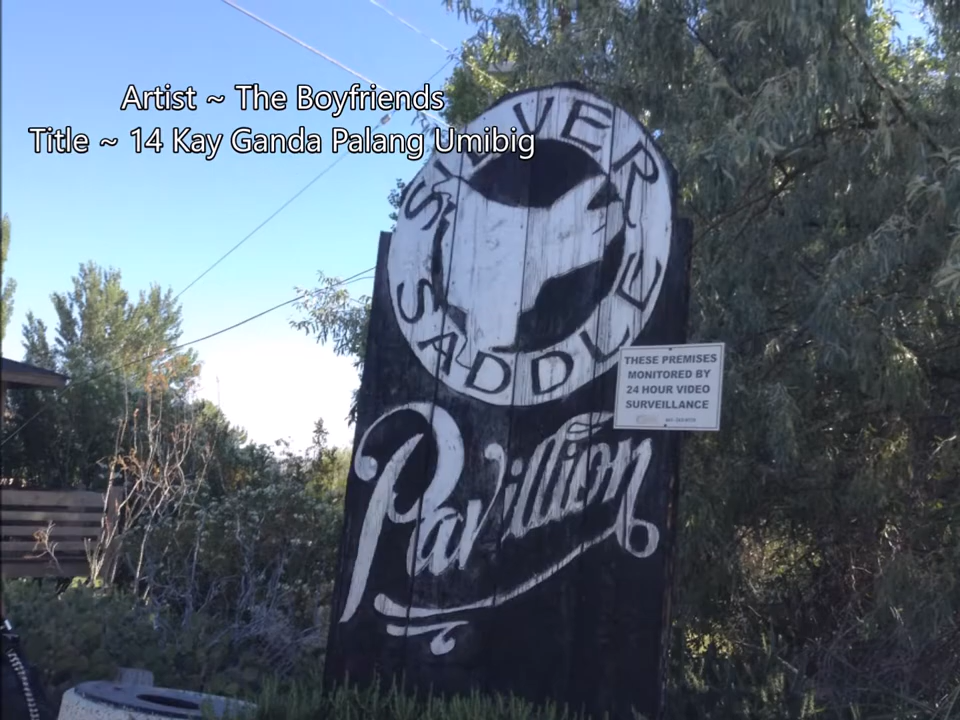 Artist ~ The Boyfriends
Title ~ 14 Kay Ganda Palang Umibig
SILVER
SADDLE
THESE PREMISES
MONITORED BY
24 HOUR VIDEO
SURVEILLANCE
Pavillion